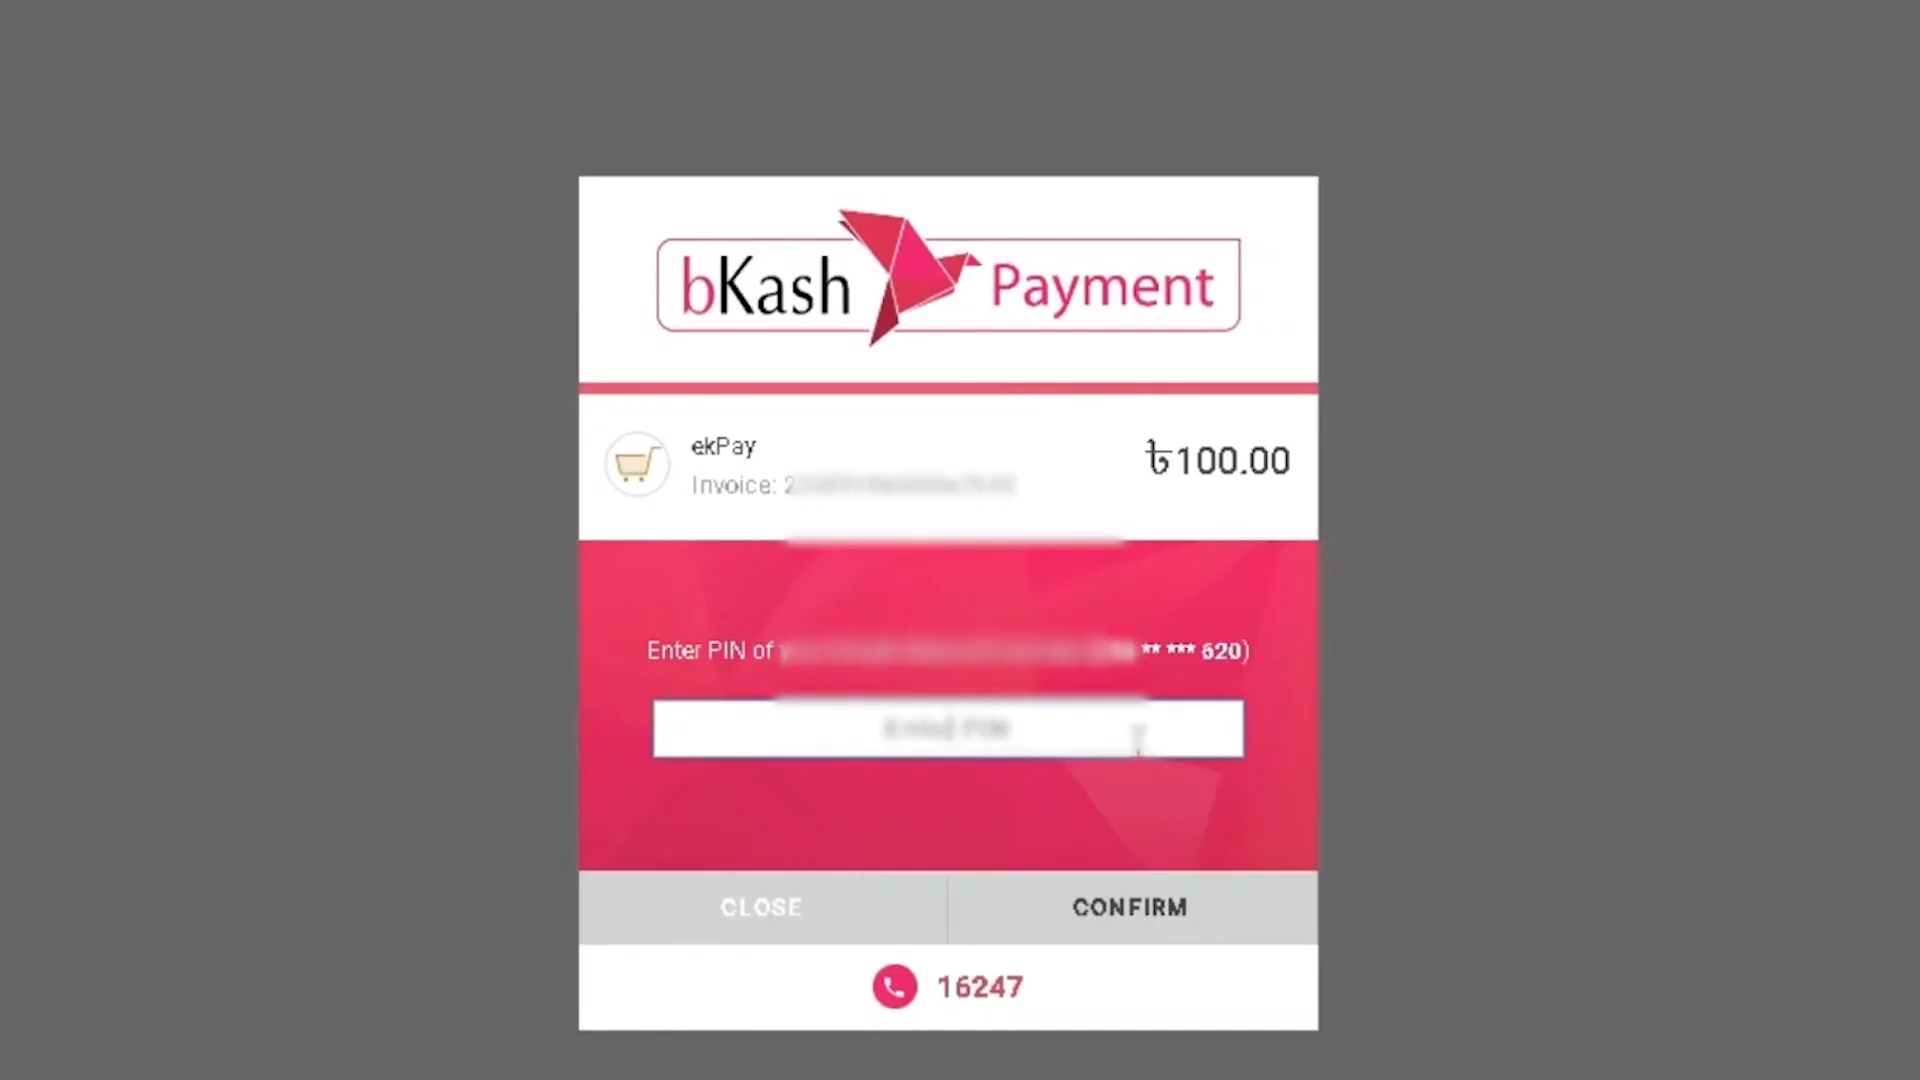 bKash Payment
ekPay
৳100.00
Invoice: 2
Enter PIN of ** *** 620)
CLOSE
CONFIRM
16247